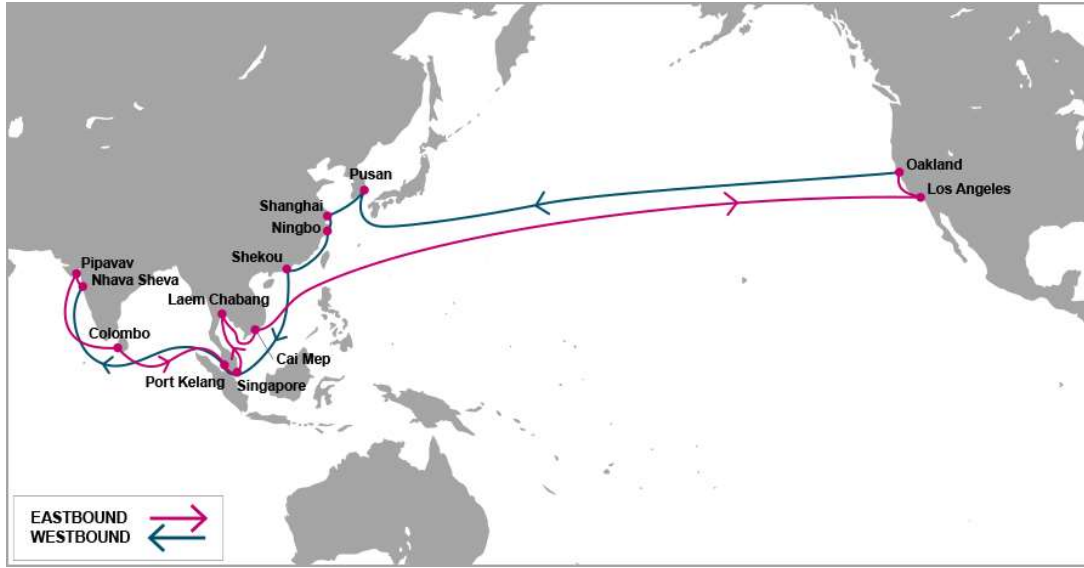 Oakland
Pusan
Los Angeles
Shanghai
Ningbo
Shekou
Pipavav
Nhava Sheva
Laem Chabang
Colombo
Cai Mep
Port Kelang
Singapore
EASTBOUND
WESTBOUND